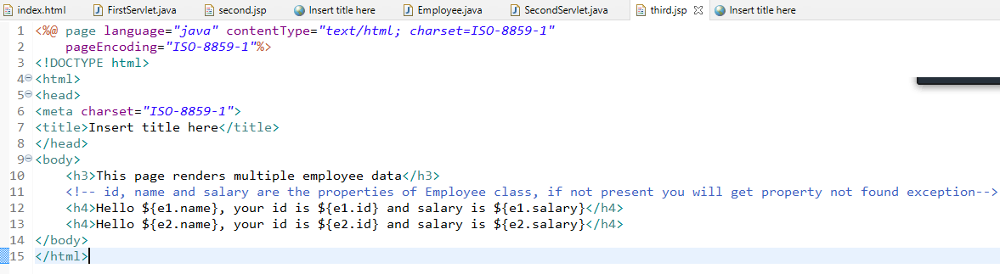 index.html FirstServlet.java second.jsp Insert title here Employee.java SecondServlet.java third.jsp Insert title here
1 <%@ page language="java" contentType="text/html; charset=ISO-8859-1"
2 pageEncoding="ISO-8859-1"%>
3 <!DOCTYPE html>
4 <html>
5 <head>
6 <meta charset="ISO-8859-1">
7 <title>Insert title here</title>
8 </head>
9 <body>
10 <h3>This page renders multiple employee data</h3>
11 <!-- id, name and salary are the properties of Employee class, if not present you will get property not found exception-->
12 <h4>Hello ${e1.name}, your id is ${e1.id} and salary is ${e1.salary}</h4>
13 <h4>Hello ${e2.name}, your id is ${e2.id} and salary is ${e2.salary}</h4>
14 </body>
15 </html>